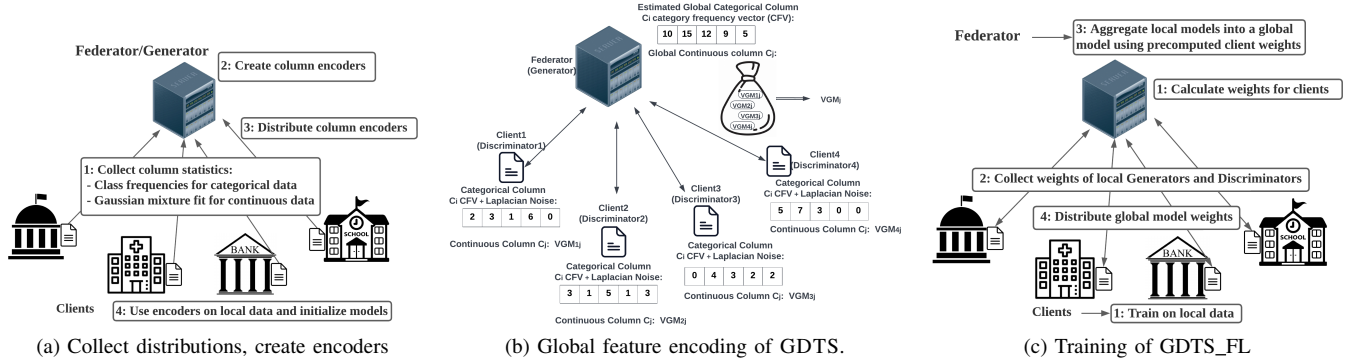 Federator/Generator
2: Create column encoders
3: Distribute column encoders
1: Collect column statistics:
- Class frequencies for categorical data
- Gaussian mixture fit for continuous data
SCHOOL
BANK
Clients
4: Use encoders on local data and initialize models
(a) Collect distributions, create encoders
Estimated Global Categorical Column
Ci category frequency vector (CFV):
10 15 12 9 5
Global Continuous column Cj:
Federator
(Generator)
VGM1j
VGM2j
VGM3j
VGM4j
VGMj
Client1
(Discriminator1)
Categorical Column
Ci CFV + Laplacian Noise:
2 3 1 6 0
Continuous Column Cj: VGM1j
Client2
(Discriminator2)
Categorical Column
Ci CFV + Laplacian Noise:
3 1 5 1 3
Continuous Column Cj: VGM2j
Client3
(Discriminator3)
Categorical Column
Ci CFV + Laplacian Noise:
0 4 3 2 2
Continuous Column Cj: VGM3j
Client4
(Discriminator4)
Categorical Column
Ci CFV + Laplacian Noise:
5 7 3 0 0
Continuous Column Cj: VGM4j
(b) Global feature encoding of GDTS.
Federator
3: Aggregate local models into a global
model using precomputed client weights
1: Calculate weights for clients
2: Collect weights of local Generators and Discriminators
4: Distribute global model weights
SCHOOL
BANK
Clients
1: Train on local data
(c) Training of GDTS_FL